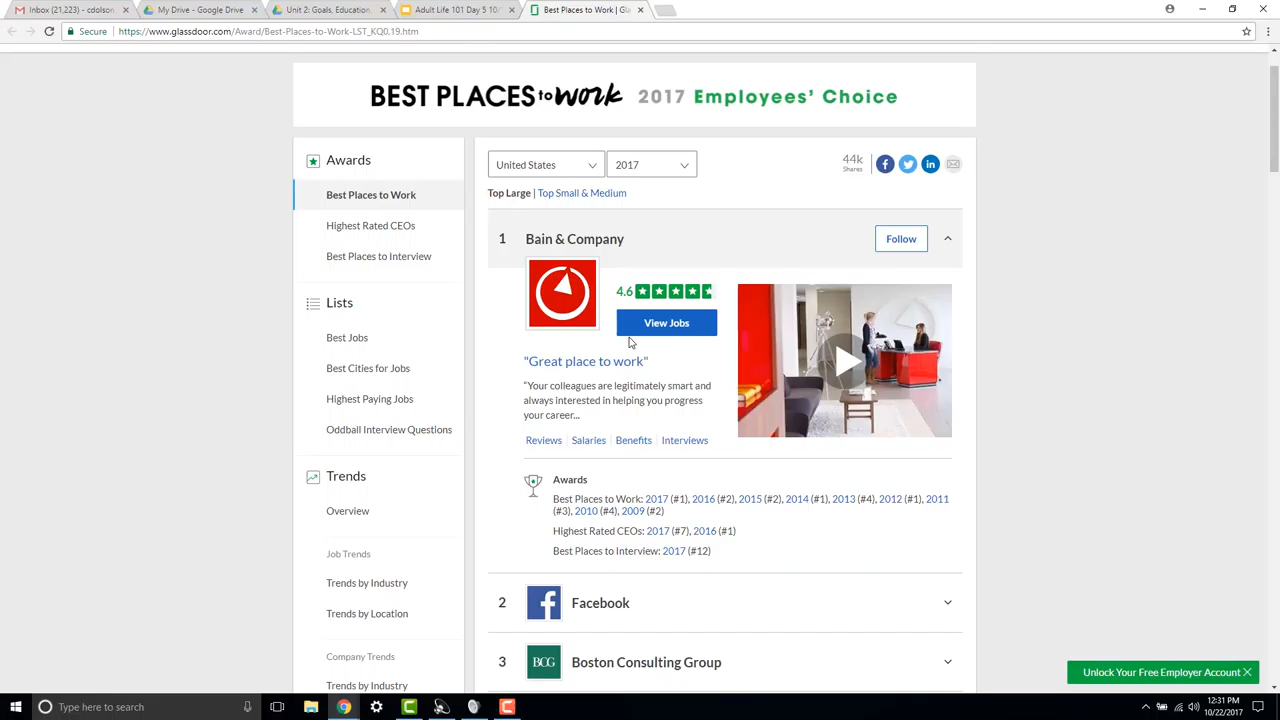 Inbox (21,223) - cdolson
My Drive - Google Drive
Unit 2: Goals, Education
Adult Life 101 Day 5 10/
Best Places to Work | Gla
Secure
https://www.glassdoor.com/Award/Best-Places-to-Work-LST_KQ0,19.htm
BEST PLACES to work 2017 Employees' Choice
Awards
Best Places to Work
Highest Rated CEOs
Best Places to Interview
Lists
Best Jobs
Best Cities for Jobs
Highest Paying Jobs
Oddball Interview Questions
Trends
Overview
Job Trends
Trends by Industry
Trends by Location
Company Trends
Trends by Industry
United States
2017
44k
Shares
Top Large | Top Small & Medium
1 Bain & Company
Follow
4.6
View Jobs
"Great place to work"
“Your colleagues are legitimately smart and
always interested in helping you progress
your career...
Reviews Salaries Benefits Interviews
Awards
Best Places to Work: 2017 (#1), 2016 (#2), 2015 (#2), 2014 (#1), 2013 (#4), 2012 (#1), 2011
(#3), 2010 (#4), 2009 (#2)
Highest Rated CEOs: 2017 (#7), 2016 (#1)
Best Places to Interview: 2017 (#12)
2 Facebook
3 BCG Boston Consulting Group
Unlock Your Free Employer Account
Type here to search
12:31 PM
10/22/2017